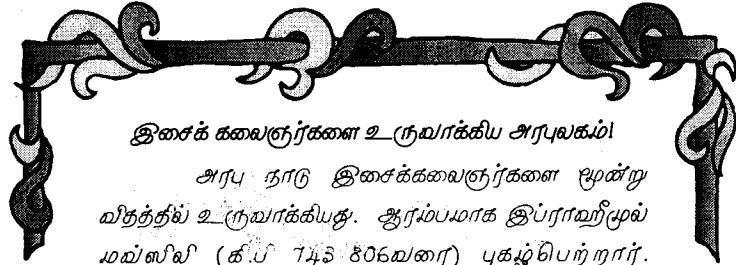 இசைக் கலைஞர்களை உருவாக்கிய அரபுலகம்!
அரபு நாடு இசைக்கலைஞர்களை மூன்று
விதத்தில் உருவாக்கியது. ஆரம்பமாக இப்ராஹீமுல்
மவ்ஸிலி (கி.பி 743 806வரை) புகழ்பெற்றார்.